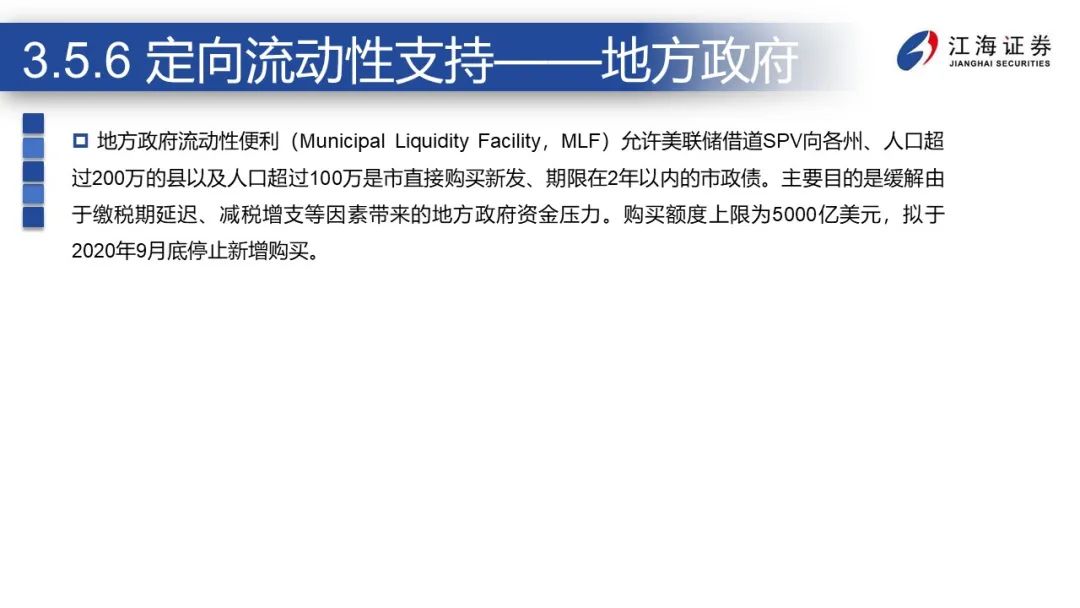 3.5.6 定向流动性支持——地方政府
江海证券
JIANGHAI SECURITIES
地方政府流动性便利（Municipal Liquidity Facility，MLF）允许美联储借道SPV向各州、人口超
过200万的县以及人口超过100万是市直接购买新发、期限在2年以内的市政债。主要目的是缓解由
于缴税期延迟、减税增支等因素带来的地方政府资金压力。购买额度上限为5000亿美元，拟于
2020年9月底停止新增购买。